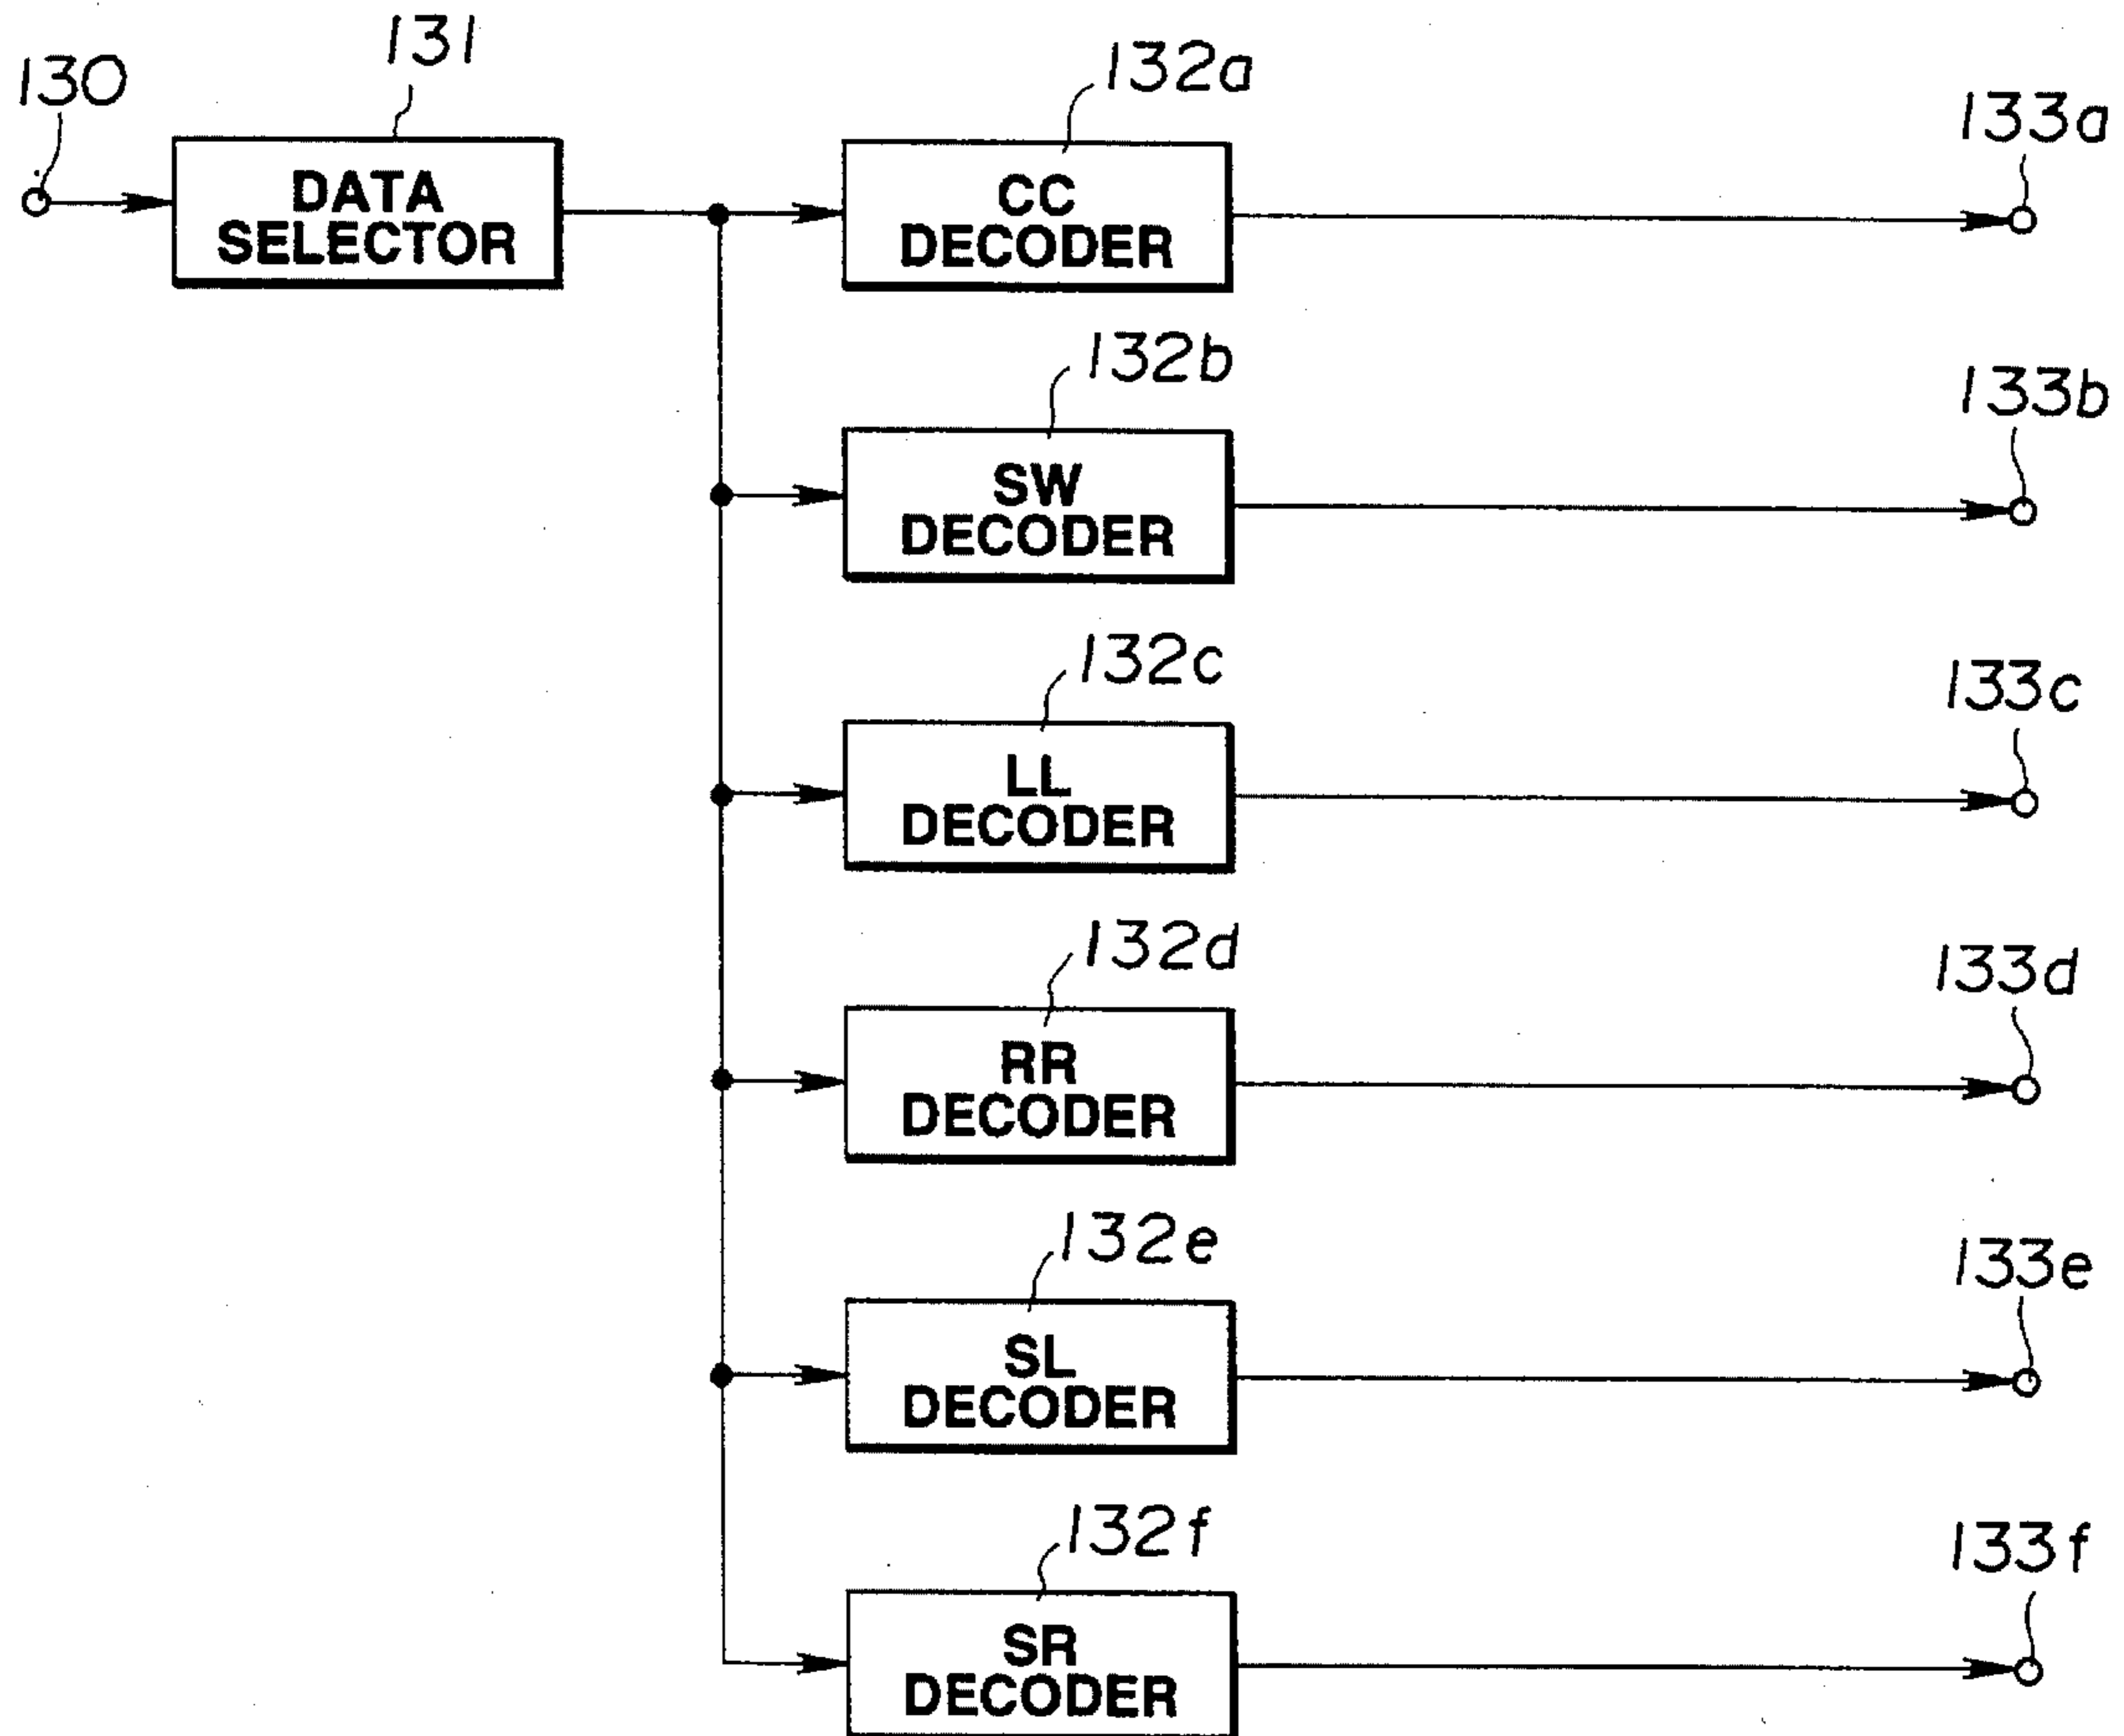 130
131
132a
133a
DATA
SELECTOR
CC
DECODER
132b
133b
SW
DECODER
132c
133c
LL
DECODER
132d
133d
RR
DECODER
132e
133e
SL
DECODER
132f
133f
SR
DECODER